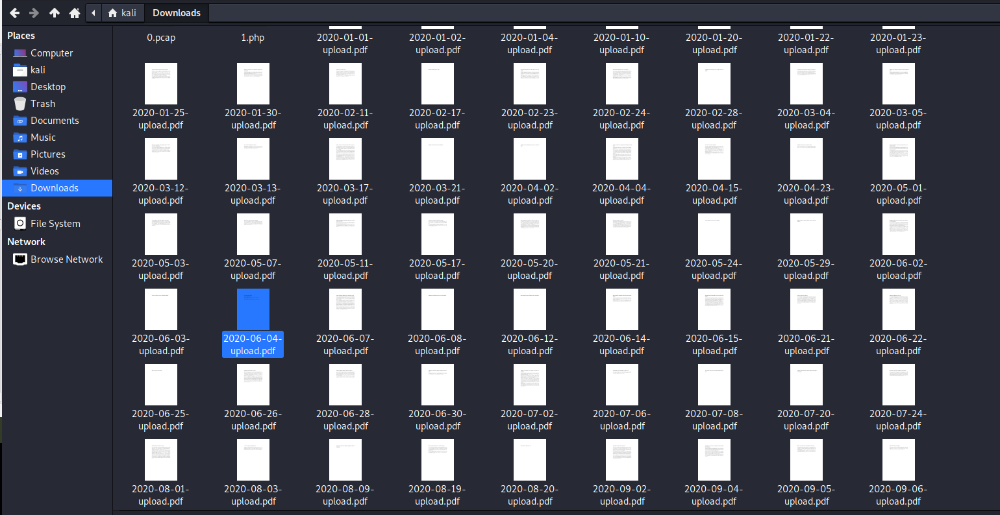 kali
Downloads
Places
Computer
kali
Desktop
Trash
Documents
Music
Pictures
Videos
Downloads
Devices
File System
Network
Browse Network
0.pcap
1.php
2020-01-01-
upload.pdf
2020-01-02-
upload.pdf
2020-01-04-
upload.pdf
2020-01-10-
upload.pdf
2020-01-20-
upload.pdf
2020-01-22-
upload.pdf
2020-01-23-
upload.pdf
2020-01-25-
upload.pdf
2020-01-30-
upload.pdf
2020-02-11-
upload.pdf
2020-02-17-
upload.pdf
2020-02-23-
upload.pdf
2020-02-24-
upload.pdf
2020-02-28-
upload.pdf
2020-03-04-
upload.pdf
2020-03-05-
upload.pdf
2020-03-12-
upload.pdf
2020-03-13-
upload.pdf
2020-03-17-
upload.pdf
2020-03-21-
upload.pdf
2020-04-02-
upload.pdf
2020-04-04-
upload.pdf
2020-04-15-
upload.pdf
2020-04-23-
upload.pdf
2020-05-01-
upload.pdf
2020-05-03-
upload.pdf
2020-05-07-
upload.pdf
2020-05-11-
upload.pdf
2020-05-17-
upload.pdf
2020-05-20-
upload.pdf
2020-05-21-
upload.pdf
2020-05-24-
upload.pdf
2020-05-29-
upload.pdf
2020-06-02-
upload.pdf
2020-06-03-
upload.pdf
2020-06-04-
upload.pdf
2020-06-07-
upload.pdf
2020-06-08-
upload.pdf
2020-06-12-
upload.pdf
2020-06-14-
upload.pdf
2020-06-15-
upload.pdf
2020-06-21-
upload.pdf
2020-06-22-
upload.pdf
2020-06-25-
upload.pdf
2020-06-26-
upload.pdf
2020-06-28-
upload.pdf
2020-06-30-
upload.pdf
2020-07-02-
upload.pdf
2020-07-06-
upload.pdf
2020-07-08-
upload.pdf
2020-07-20-
upload.pdf
2020-07-24-
upload.pdf
2020-08-01-
upload.pdf
2020-08-03-
upload.pdf
2020-08-09-
upload.pdf
2020-08-19-
upload.pdf
2020-08-20-
upload.pdf
2020-09-02-
upload.pdf
2020-09-04-
upload.pdf
2020-09-05-
upload.pdf
2020-09-06-
upload.pdf